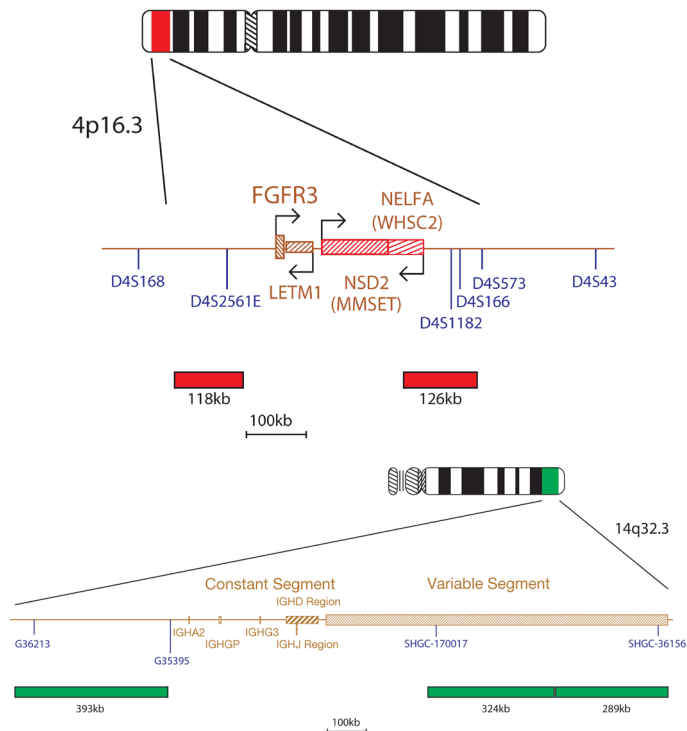 4p16.3
FGFR3
NELFA
(WHSC2)
D4S168
D4S2561E
LETM1
NSD2
(MMSET)
D4S573
D4S43
D4S166
D4S1182
118kb
126kb
100kb
14q32.3
Constant Segment
Variable Segment
IGHD Region
IGHA2
IGHG3
IGHGP
IGHJ Region
G36213
G35395
SHGC-170017
SHGC-36156
393kb
324kb
289kb
100kb